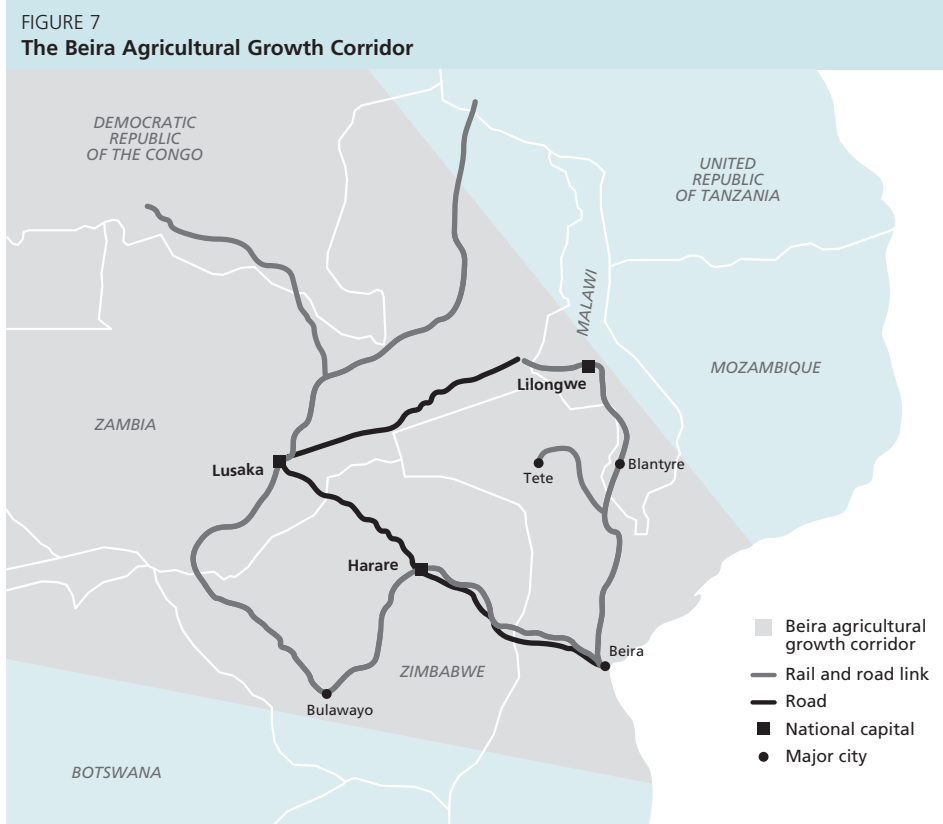 FIGURE 7
The Beira Agricultural Growth Corridor
DEMOCRATIC
REPUBLIC
OF THE CONGO
UNITED
REPUBLIC
OF TANZANIA
MALAWI
MOZAMBIQUE
Lilongwe
ZAMBIA
Lusaka
Tete
Blantyre
Harare
Beira
ZIMBABWE
Bulawayo
BOTSWANA
Beira agricultural
growth corridor
Rail and road link
Road
National capital
Major city